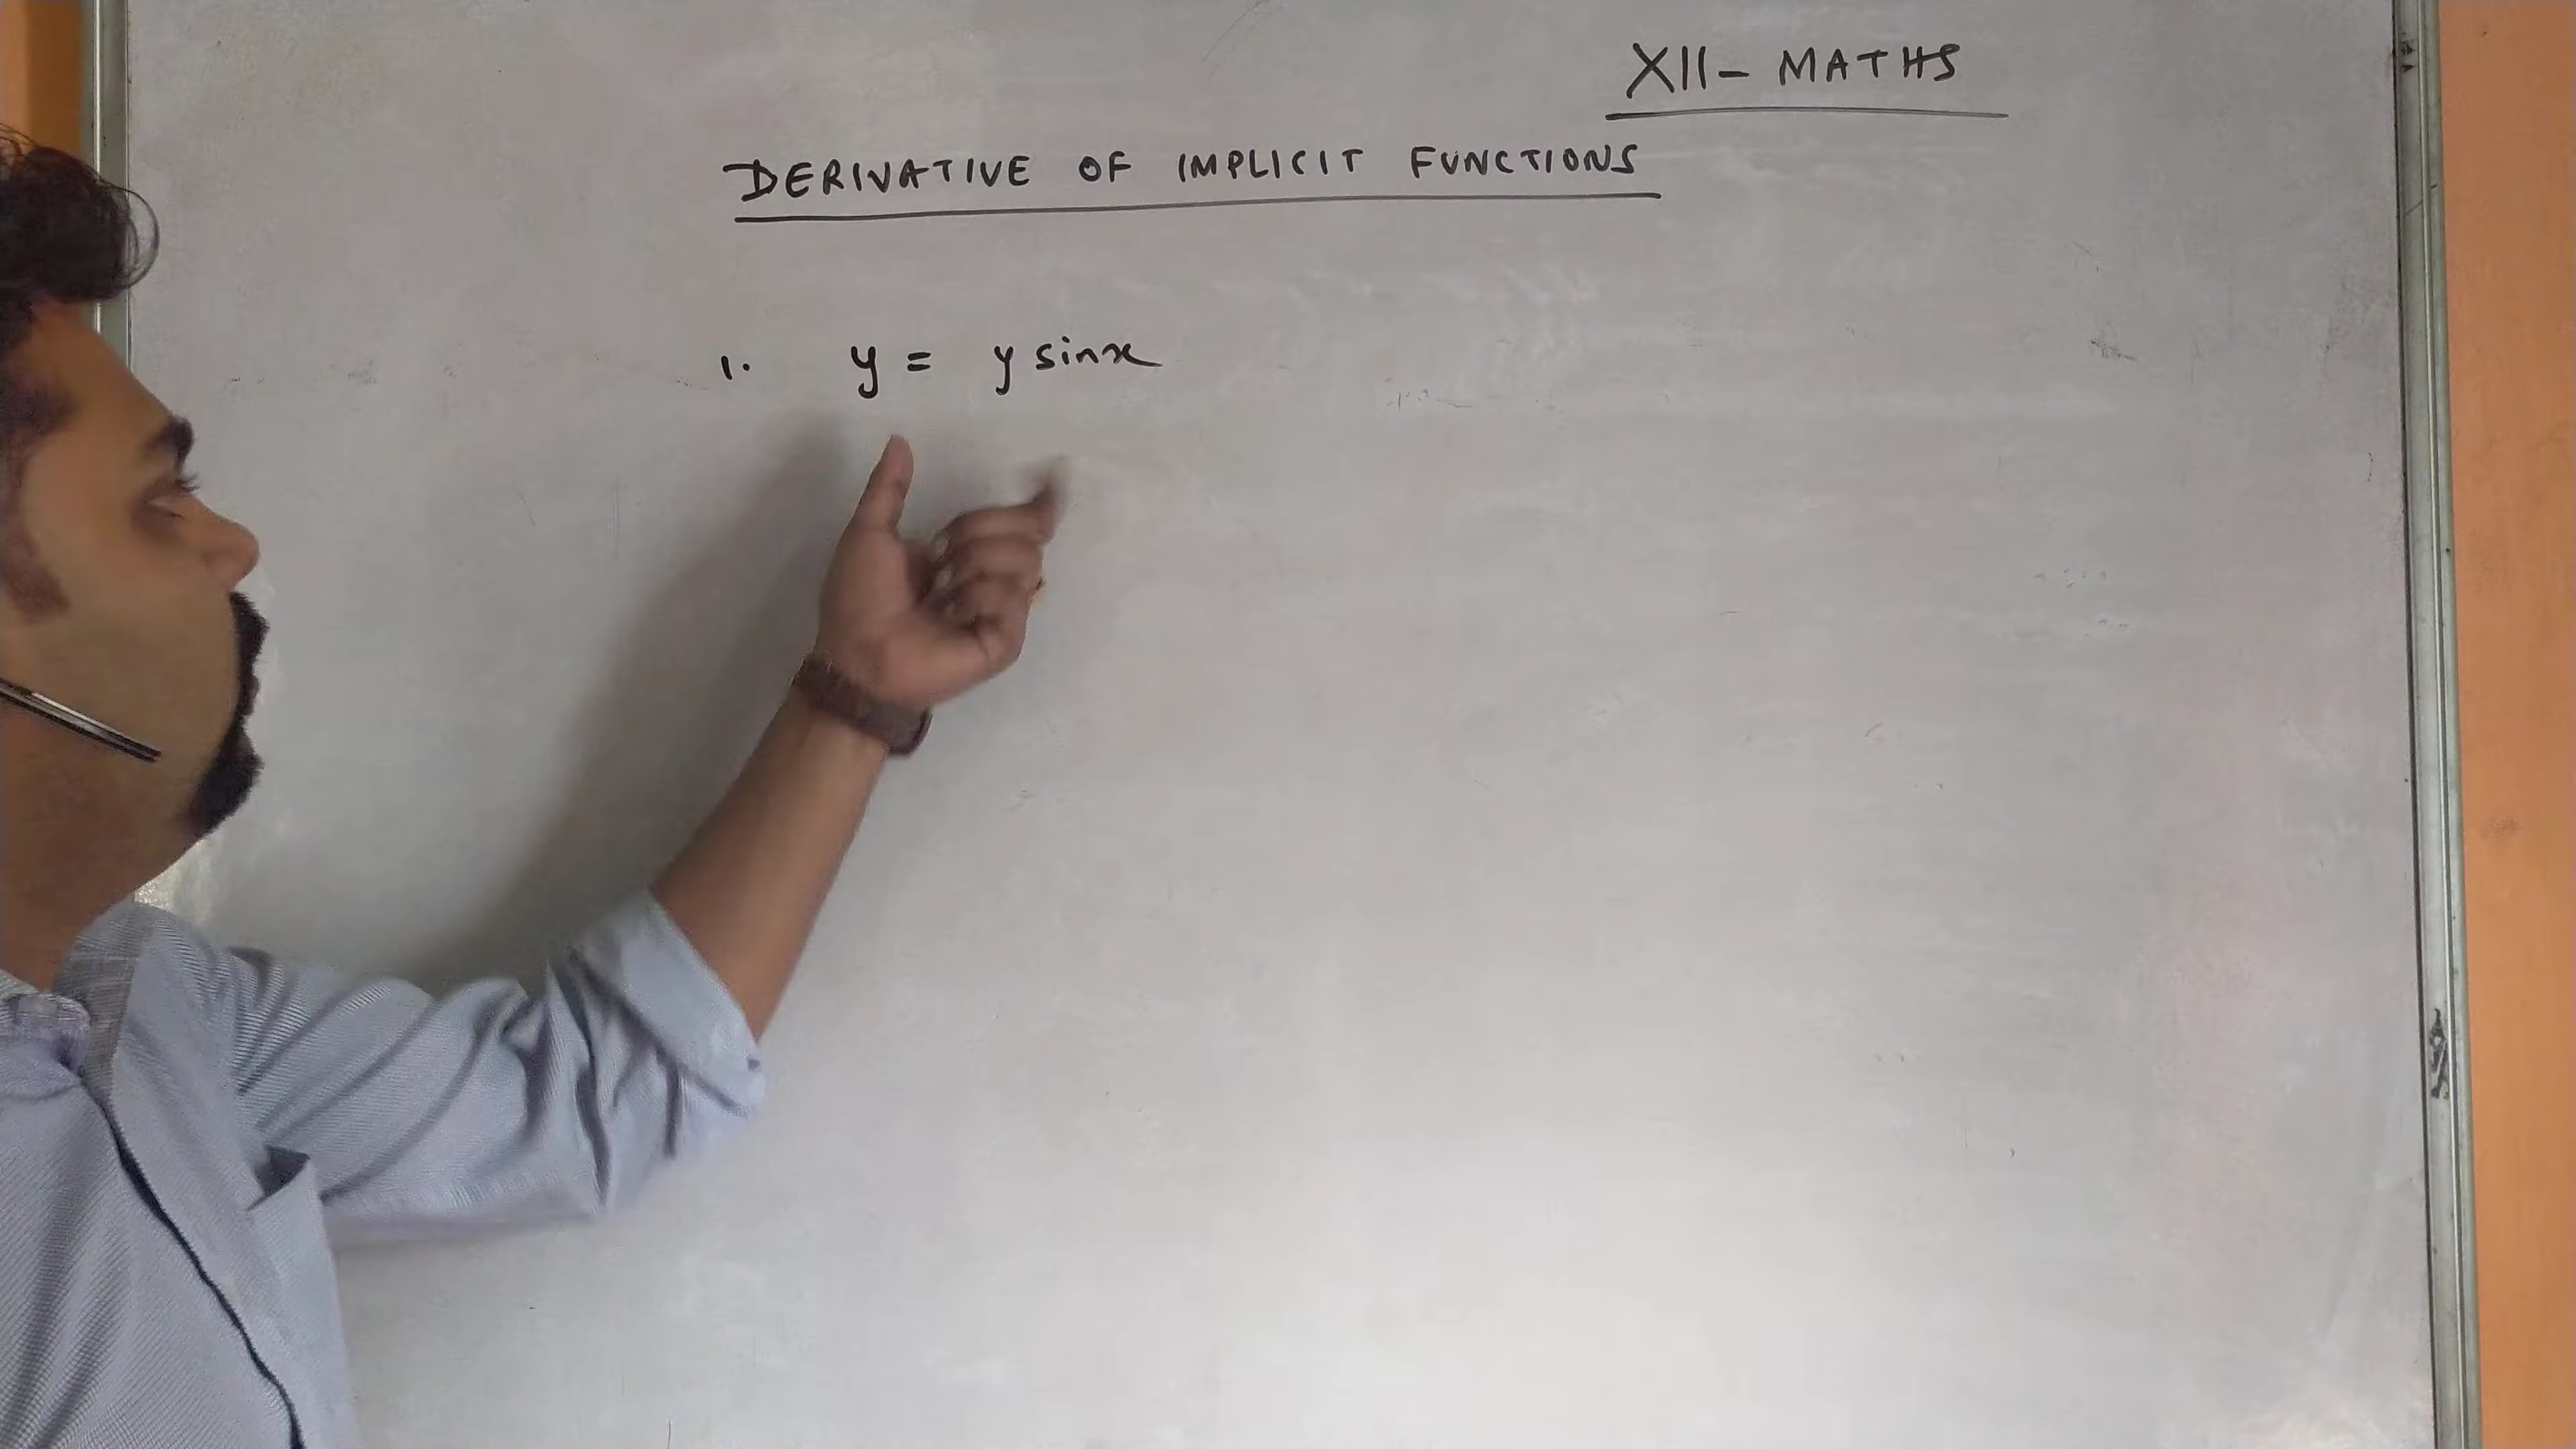 XII - MATHS
DERIVATIVE OF IMPLICIT FUNCTIONS
1. y = y sinx